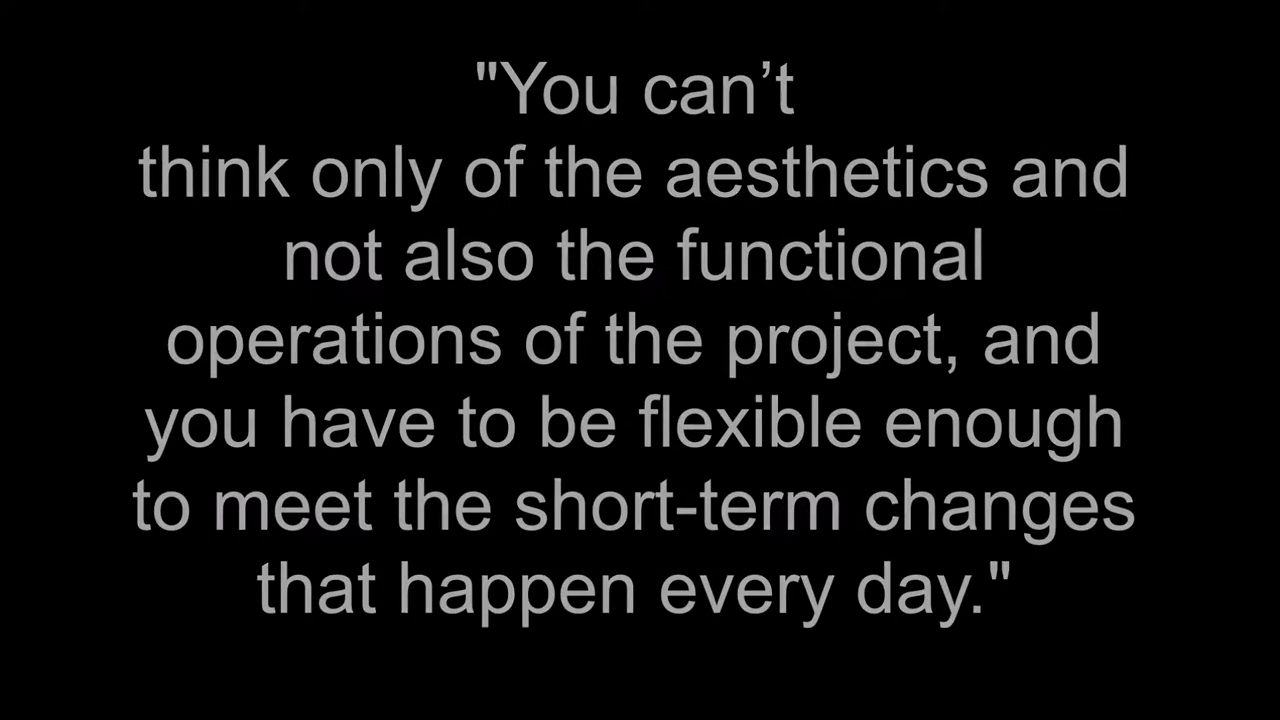 "You can’t
think only of the aesthetics and
not also the functional
operations of the project, and
you have to be flexible enough
to meet the short-term changes
that happen every day."